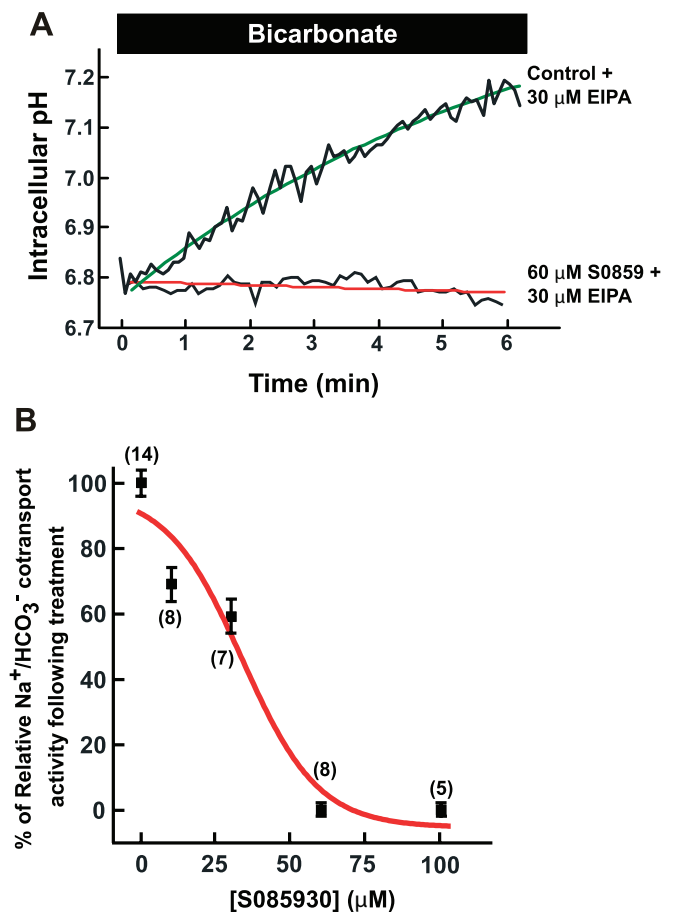 A
Bicarbonate
Intracellular pH
7.2
7.1
7.0
6.9
6.8
6.7
Control +
30 μM EIPA
60 μM S0859 +
30 μM EIPA
0 1 2 3 4 5 6
Time (min)
B
% of Relative Na⁺/HCO₃⁻ cotransport
activity following treatment
100
80
60
40
20
0
(14)
(8)
(7)
(8)
(5)
0 25 50 75 100
[S085930] (μM)